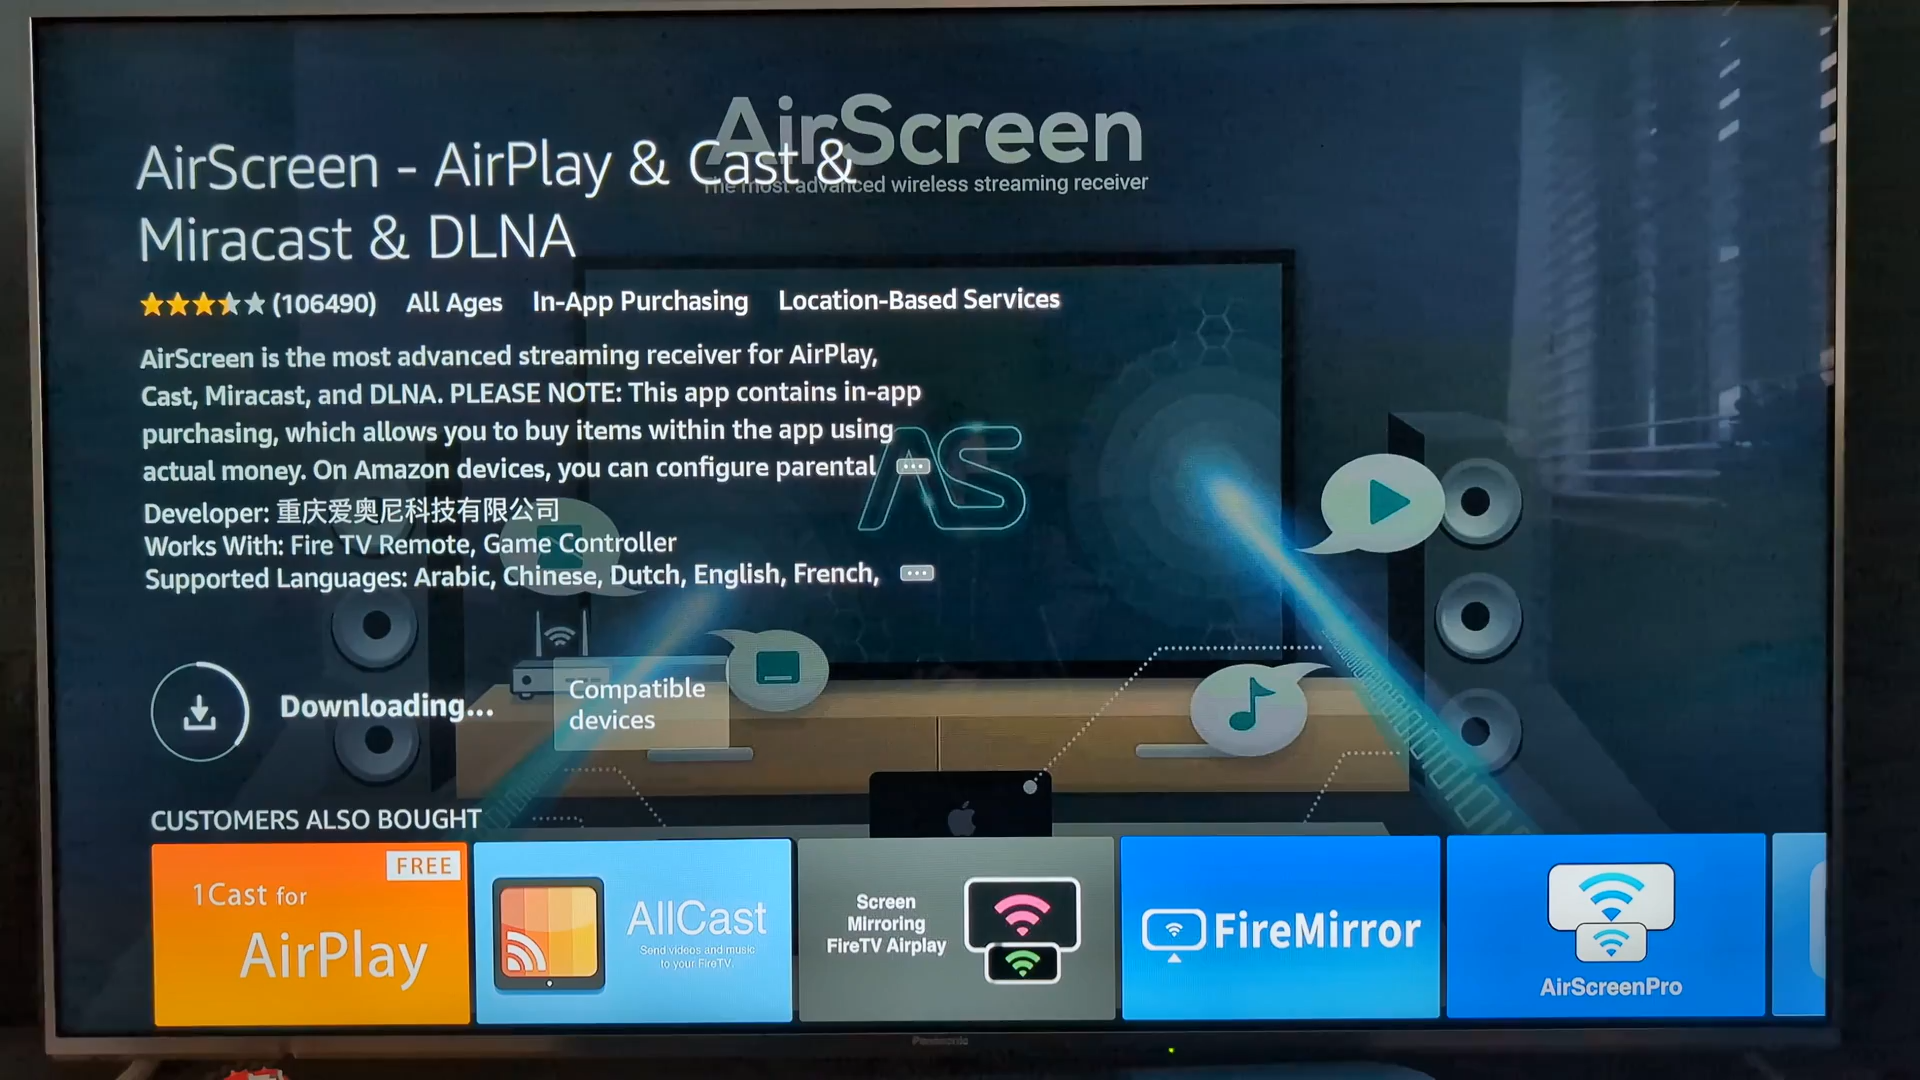 AirScreen
The most advanced wireless streaming receiver
AirScreen - AirPlay & Cast &
Miracast & DLNA
(106490) All Ages In-App Purchasing Location-Based Services
AirScreen is the most advanced streaming receiver for AirPlay,
Cast, Miracast, and DLNA. PLEASE NOTE: This app contains in-app
purchasing, which allows you to buy items within the app using
actual money. On Amazon devices, you can configure parental
AS
Developer: 重庆爱奥尼科技有限公司
Works With: Fire TV Remote, Game Controller
Supported Languages: Arabic, Chinese, Dutch, English, French,
Downloading...
Compatible
devices
CUSTOMERS ALSO BOUGHT
FREE
1Cast for
AirPlay
AllCast
Send videos and music
to your FireTV.
Screen
Mirroring
FireTV Airplay
FireMirror
AirScreenPro
Panasonic